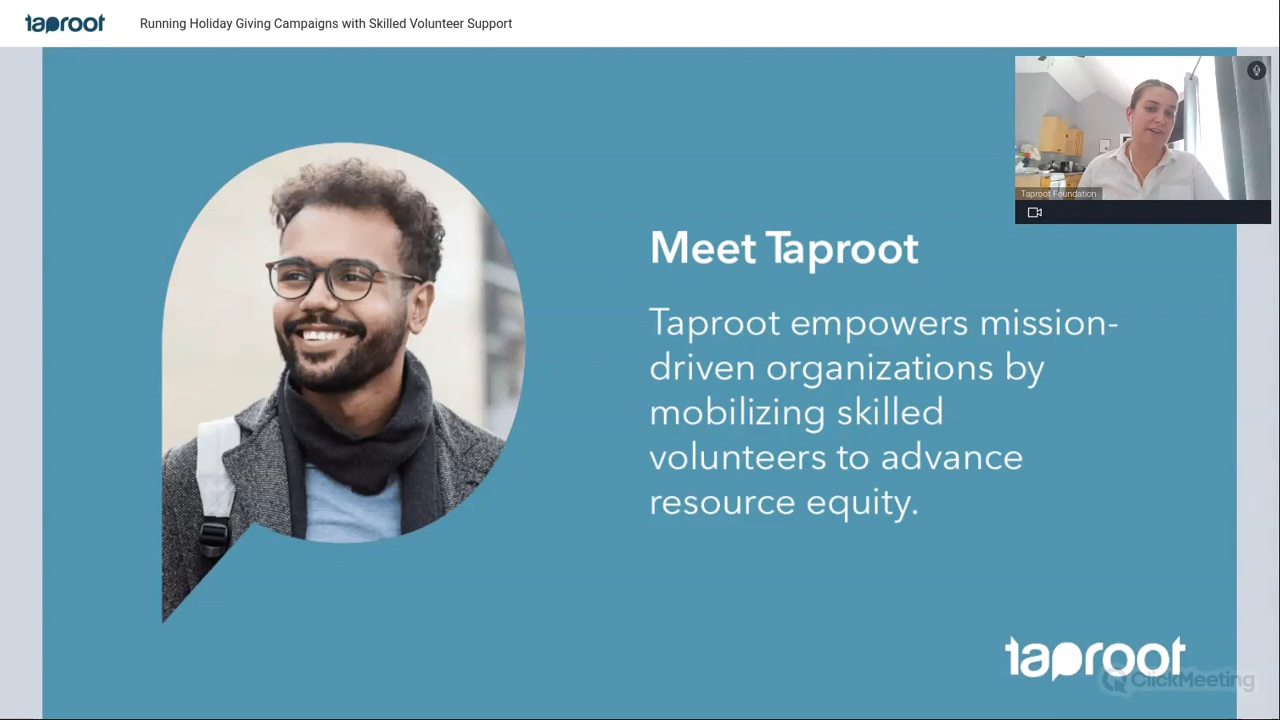 taproot
Running Holiday Giving Campaigns with Skilled Volunteer Support
Taproot Foundation
Meet Taproot
Taproot empowers mission-
driven organizations by
mobilizing skilled
volunteers to advance
resource equity.
taproot
ClickMeeting